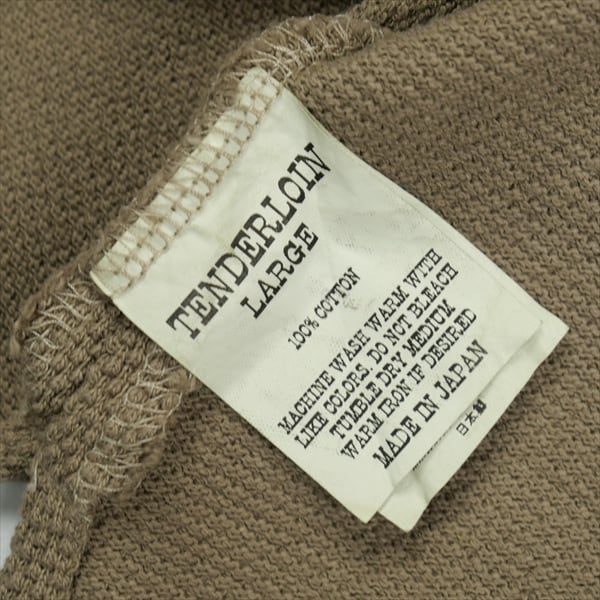 TENDERLOIN
LARGE
100% COTTON
MACHINE WASH WARM WITH
LIKE COLORS. DO NOT BLEACH
TUMBLE DRY MEDIUM
WARM IRON IF DESIRED
MADE IN JAPAN
日本製